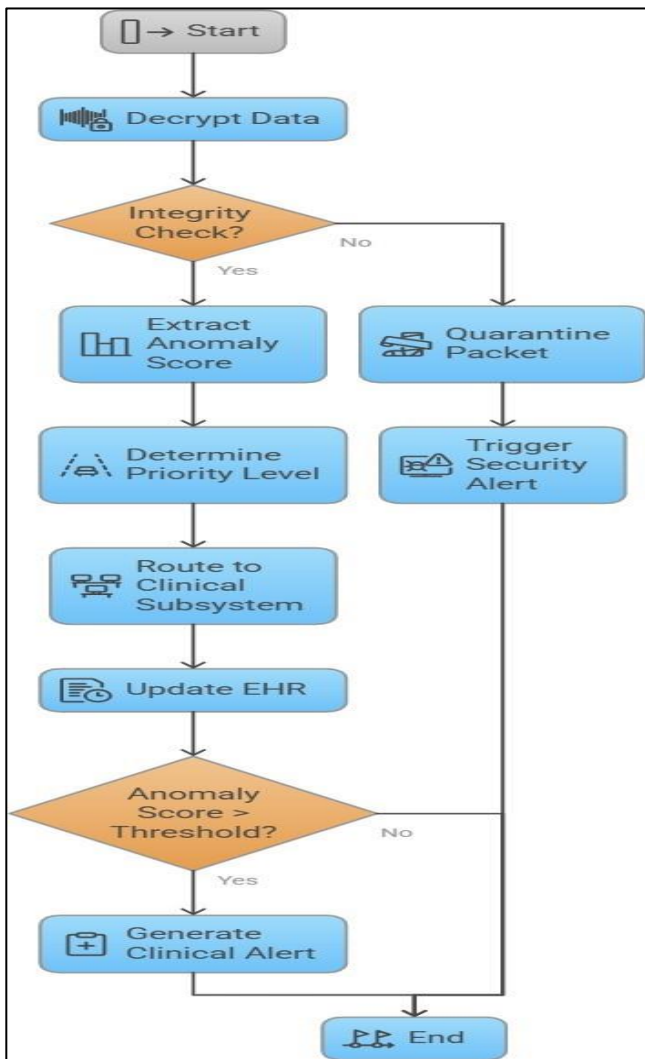 Start
Decrypt Data
Integrity
Check?
No
Yes
Extract
Anomaly
Score
Quarantine
Packet
Determine
Priority Level
Trigger
Security
Alert
Route to
Clinical
Subsystem
Update EHR
Anomaly
Score >
Threshold?
No
Yes
Generate
Clinical Alert
End